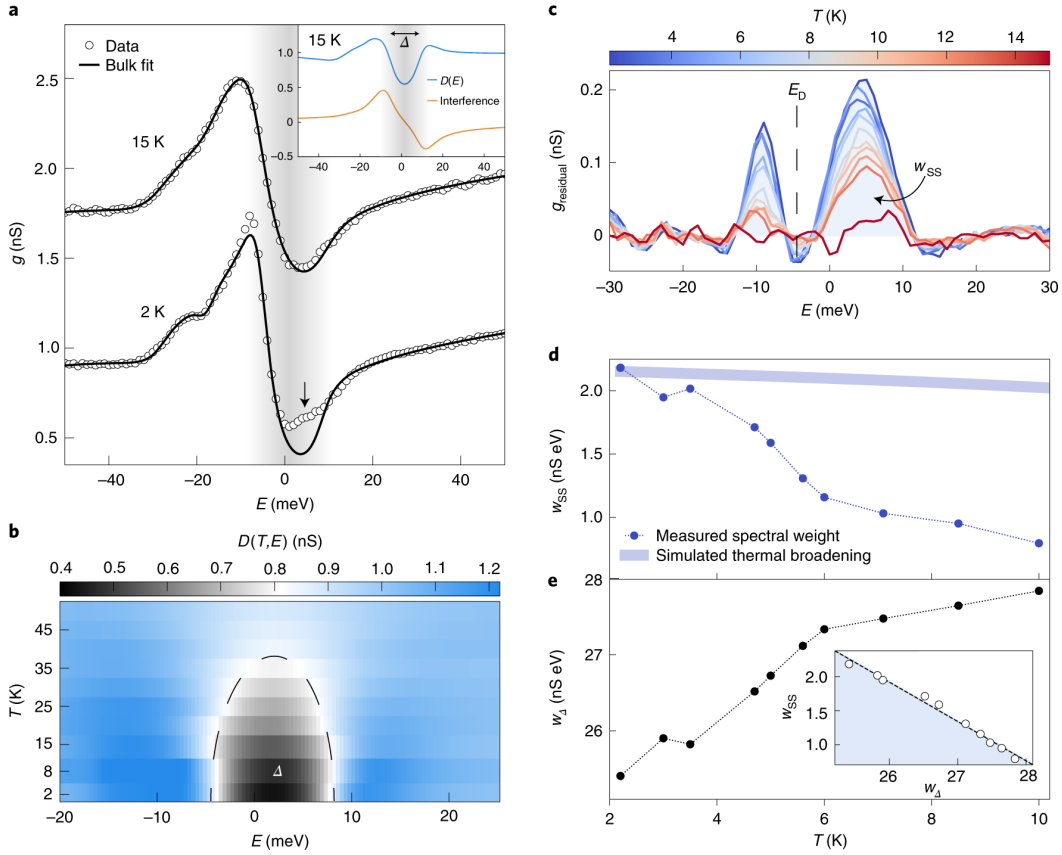 a
Data
Bulk fit
15 K
2 K
2.5
2.0
1.5
1.0
0.5
g (nS)
−40
−20
0
20
40
E (meV)
15 K
Δ
D(E)
Interference
1.0
0.5
0
−0.5
−40
−20
0
20
40
b
D(T,E) (nS)
0.4
0.5
0.6
0.7
0.8
0.9
1.0
1.1
1.2
45
35
25
15
8
2
T (K)
Δ
−20
−10
0
10
20
E (meV)
c
T (K)
4
6
8
10
12
14
E_D
w_SS
0.2
0.1
0
g_residual (nS)
−30
−20
−10
0
10
20
30
E (meV)
d
2.0
1.0
w_SS (nS eV)
Measured spectral weight
Simulated thermal broadening
e
28
27
26
w_Δ (nS eV)
2
4
6
8
10
T (K)
2.0
1.5
1.0
w_SS
26
27
28
w_Δ